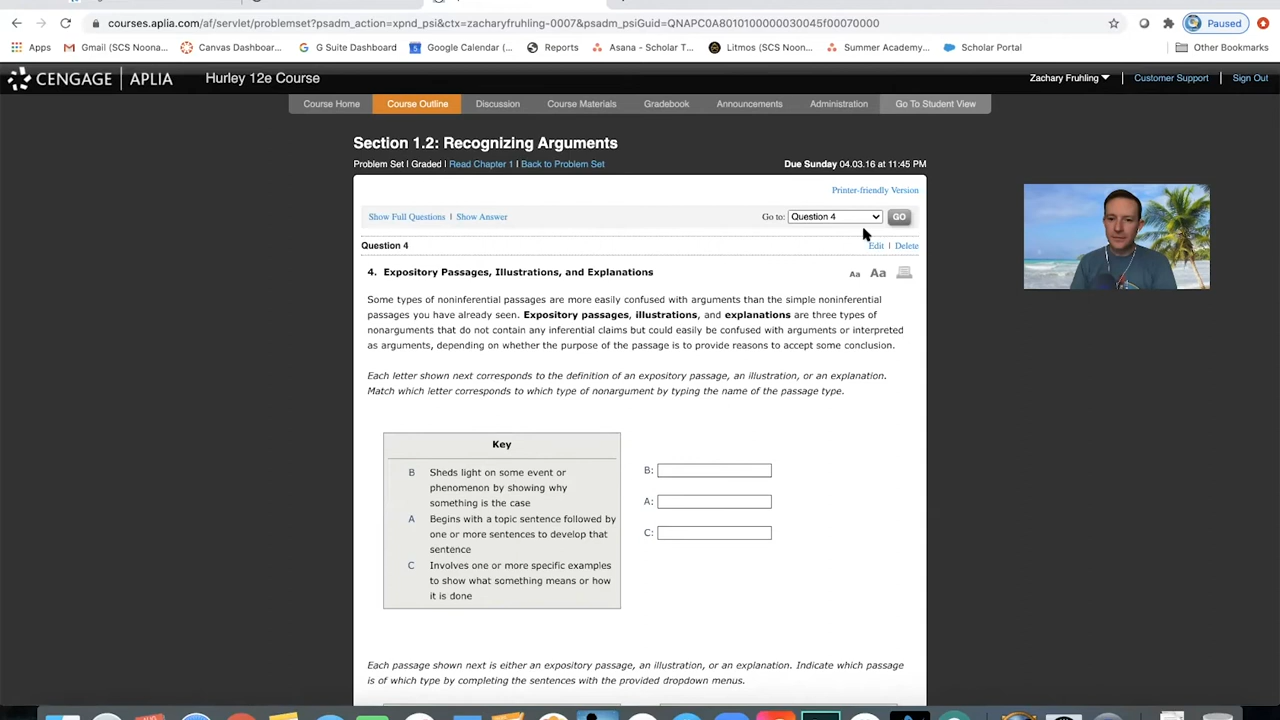 courses.aplia.com/af/servlet/problemset?psadm_action=xpnd_psi&ctx=zacharyfruhling-0007&psadm_psiGuid=QNAPC0A8010100000030045f00070000
Paused
Apps
Gmail (SCS Noona...
Canvas Dashboar...
G Suite Dashboard
Google Calendar (...
Reports
Asana - Scholar T...
Litmos (SCS Noon...
Summer Academy...
Scholar Portal
Other Bookmarks
CENGAGE | APLIA
Hurley 12e Course
Zachary Fruhling
Customer Support
Sign Out
Course Home
Course Outline
Discussion
Course Materials
Gradebook
Announcements
Administration
Go To Student View
Section 1.2: Recognizing Arguments
Problem Set | Graded | Read Chapter 1 | Back to Problem Set
Due Sunday 04.03.16 at 11:45 PM
Printer-friendly Version
Show Full Questions | Show Answer
Go to: Question 4 GO
Question 4
Edit | Delete
4. Expository Passages, Illustrations, and Explanations
Aa Aa
Some types of noninferential passages are more easily confused with arguments than the simple noninferential
passages you have already seen. Expository passages, illustrations, and explanations are three types of
nonarguments that do not contain any inferential claims but could easily be confused with arguments or interpreted
as arguments, depending on whether the purpose of the passage is to provide reasons to accept some conclusion.
Each letter shown next corresponds to the definition of an expository passage, an illustration, or an explanation.
Match which letter corresponds to which type of nonargument by typing the name of the passage type.
Key
B Sheds light on some event or
phenomenon by showing why
something is the case
A Begins with a topic sentence followed by
one or more sentences to develop that
sentence
C Involves one or more specific examples
to show what something means or how
it is done
B:
A:
C:
Each passage shown next is either an expository passage, an illustration, or an explanation. Indicate which passage
is of which type by completing the sentences with the provided dropdown menus.